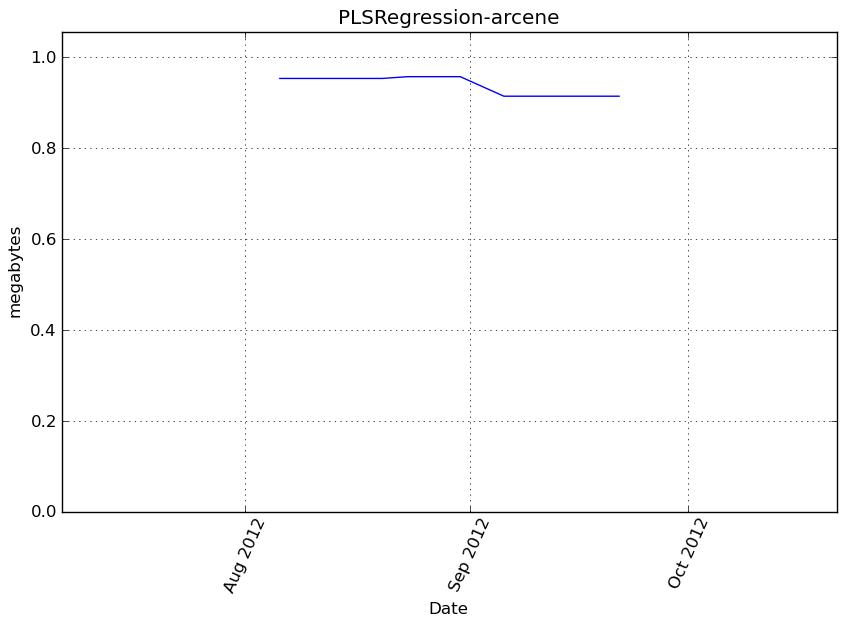 PLSRegression-arcene
1.0
0.8
0.6
0.4
0.2
0.0
megabytes
Aug 2012
Sep 2012
Oct 2012
Date